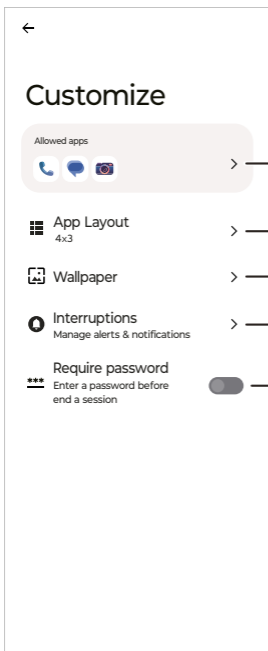 Customize
Allowed apps
App Layout
4x3
Wallpaper
Interruptions
Manage alerts & notifications
Require password
Enter a password before
end a session